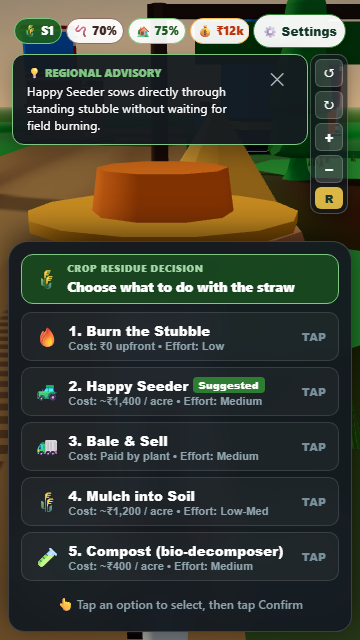 S1
70%
75%
₹12k
Settings
REGIONAL ADVISORY
Happy Seeder sows directly through
standing stubble without waiting for
field burning.
R
CROP RESIDUE DECISION
Choose what to do with the straw
1. Burn the Stubble
Cost: ₹0 upfront • Effort: Low
TAP
2. Happy Seeder Suggested
Cost: ~₹1,400 / acre • Effort: Medium
TAP
3. Bale & Sell
Cost: Paid by plant • Effort: Medium
TAP
4. Mulch into Soil
Cost: ~₹1,200 / acre • Effort: Low-Med
TAP
5. Compost (bio-decomposer)
Cost: ~₹400 / acre • Effort: Medium
TAP
Tap an option to select, then tap Confirm